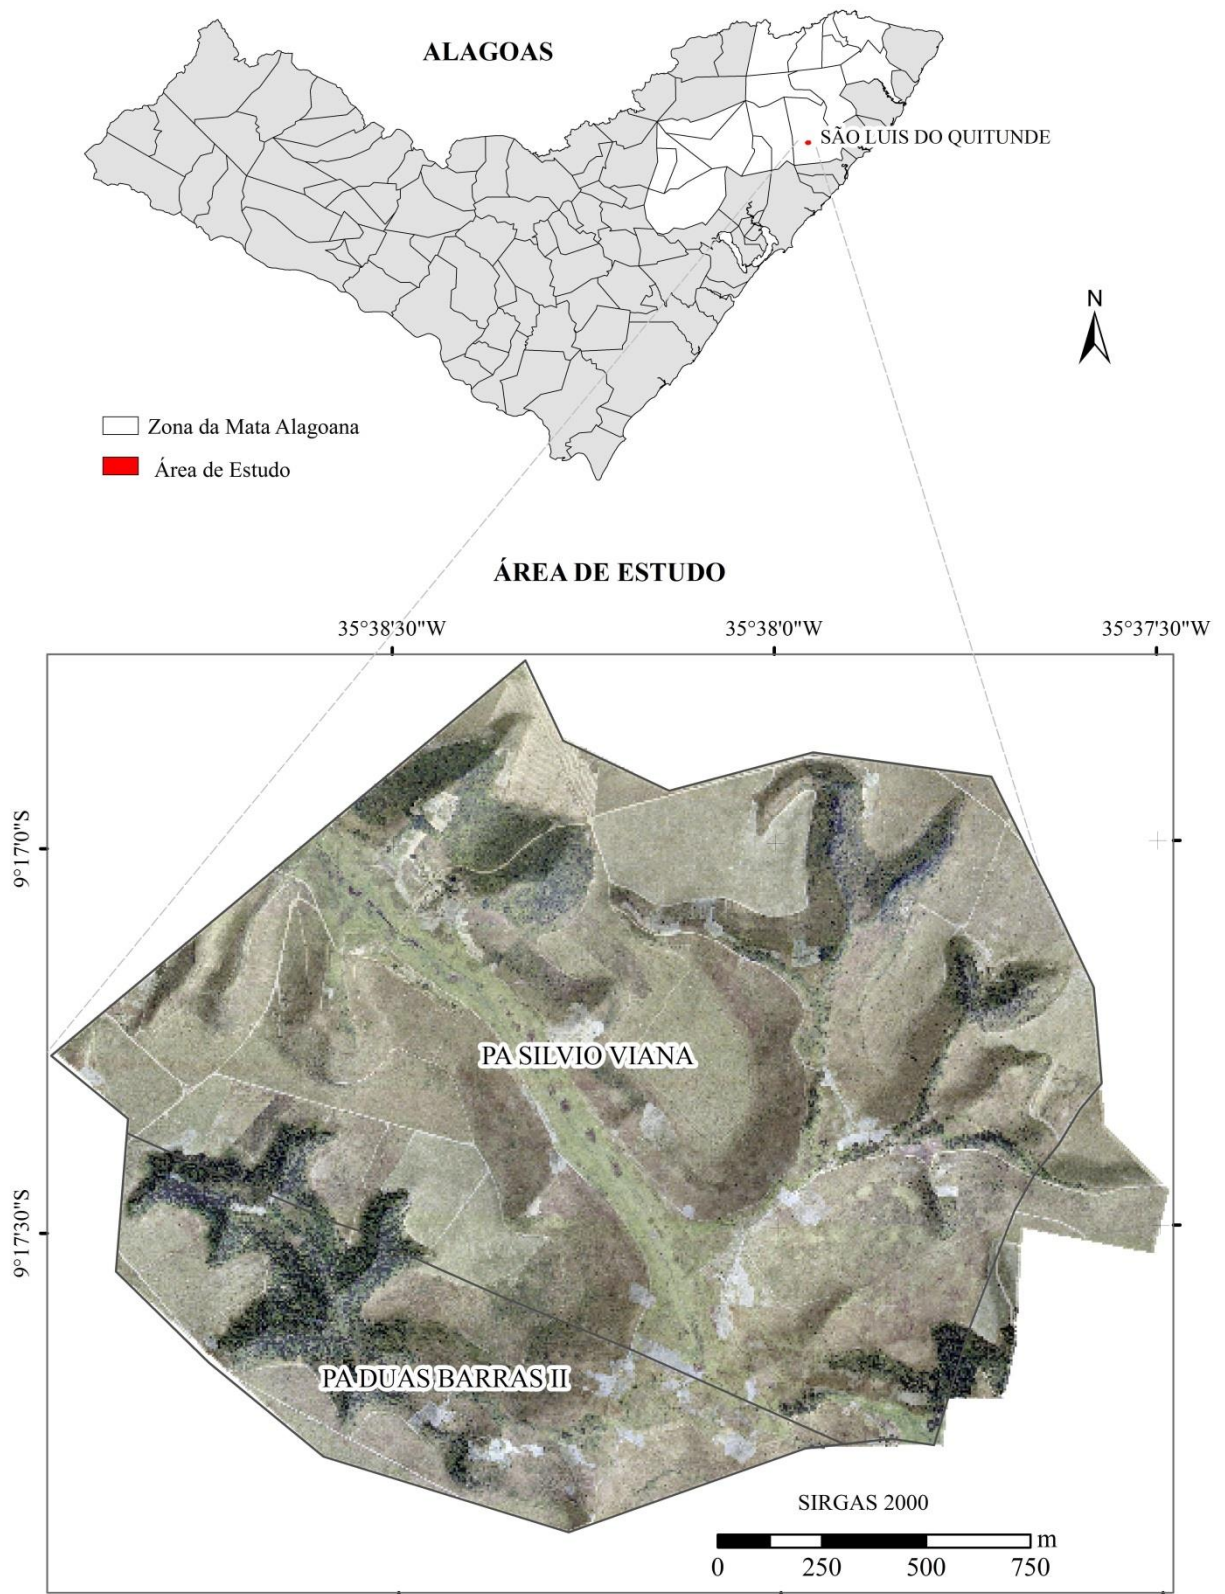 ALAGOAS
SÃO LUIS DO QUITUNDE
N
Zona da Mata Alagoana
Área de Estudo
ÁREA DE ESTUDO
35°38'30"W 35°38'0"W 35°37'30"W
9°17'0"S
PA SILVIO VIANA
9°17'30"S
PA DUAS BARRAS II
SIRGAS 2000
m
0 250 500 750